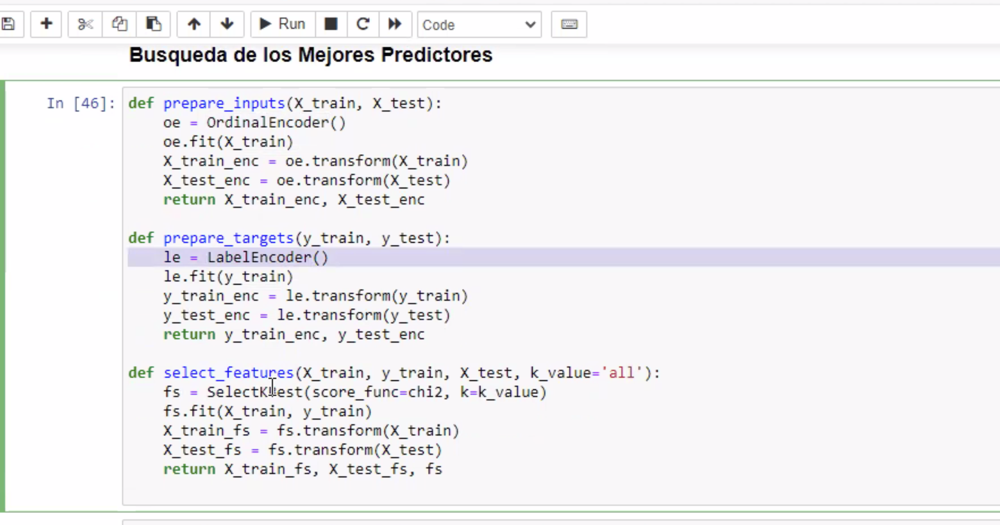 Run Code
Busqueda de los Mejores Predictores
In [46]: def prepare_inputs(X_train, X_test):
    oe = OrdinalEncoder()
    oe.fit(X_train)
    X_train_enc = oe.transform(X_train)
    X_test_enc = oe.transform(X_test)
    return X_train_enc, X_test_enc

def prepare_targets(y_train, y_test):
    le = LabelEncoder()
    le.fit(y_train)
    y_train_enc = le.transform(y_train)
    y_test_enc = le.transform(y_test)
    return y_train_enc, y_test_enc

def select_features(X_train, y_train, X_test, k_value='all'):
    fs = SelectKBest(score_func=chi2, k=k_value)
    fs.fit(X_train, y_train)
    X_train_fs = fs.transform(X_train)
    X_test_fs = fs.transform(X_test)
    return X_train_fs, X_test_fs, fs